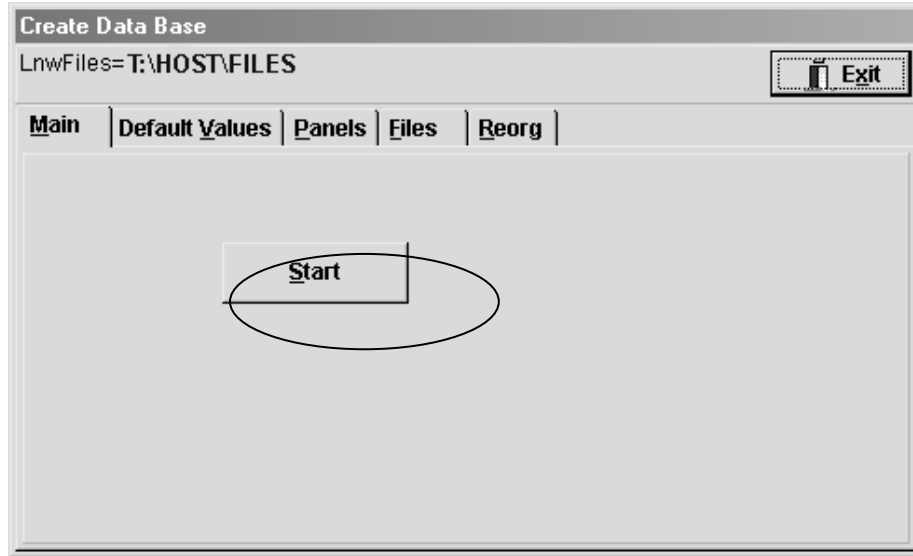 Create Data Base
LnwFiles=T:\HOST\FILES
Exit
Main Default Values Panels Files Reorg
Start